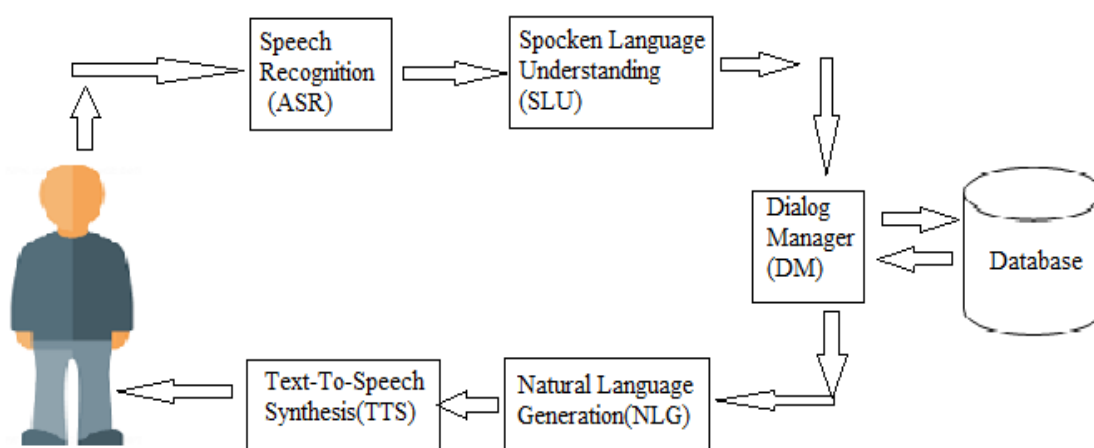 Speech
Recognition
(ASR)
Spocken Language
Understanding
(SLU)
Dialog
Manager
(DM)
Database
Text-To-Speech
Synthesis(TTS)
Natural Language
Generation(NLG)